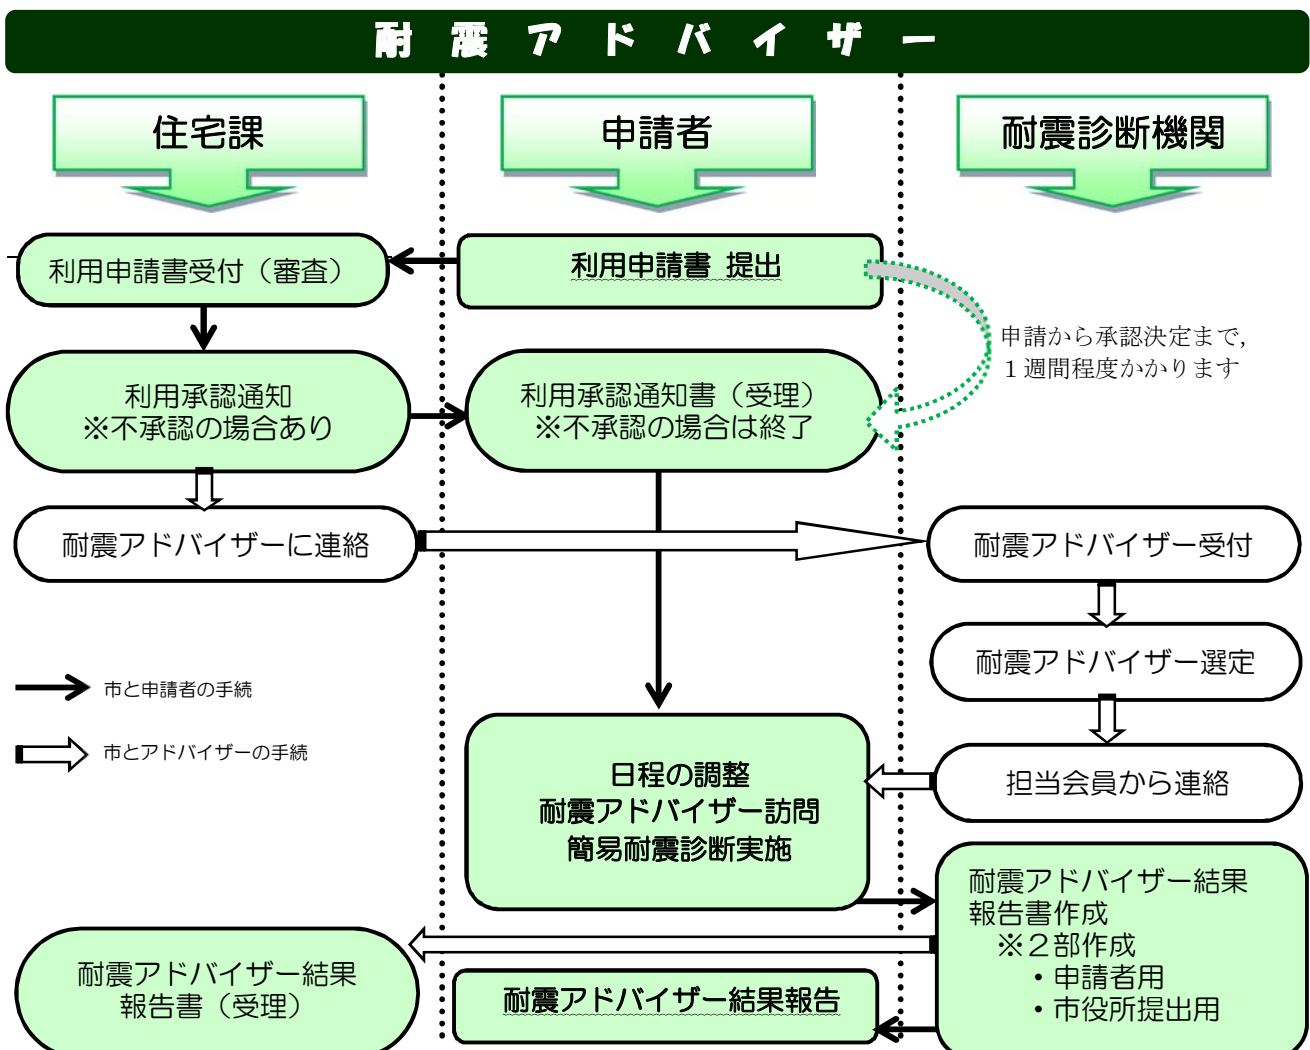 耐震アドバイザー
住宅課
申請者
耐震診断機関
利用申請書受付（審査）
利用申請書 提出
申請から承認決定まで，
１週間程度かかります
利用承認通知
※不承認の場合あり
利用承認通知書（受理）
※不承認の場合は終了
耐震アドバイザーに連絡
耐震アドバイザー受付
耐震アドバイザー選定
市と申請者の手続
市とアドバイザーの手続
担当会員から連絡
日程の調整
耐震アドバイザー訪問
簡易耐震診断実施
耐震アドバイザー結果
報告書作成
※２部作成
・申請者用
・市役所提出用
耐震アドバイザー結果
報告書（受理）
耐震アドバイザー結果報告